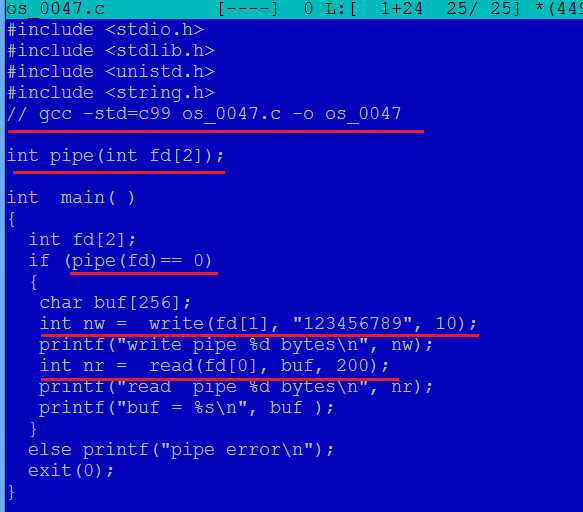 os_0047.c [----] 0 L:[ 1+24 25/ 25] *(449
#include <stdio.h>
#include <stdlib.h>
#include <unistd.h>
#include <string.h>
// gcc -std=c99 os_0047.c -o os_0047
int pipe(int fd[2]);
int main( )
{
int fd[2];
if (pipe(fd)== 0)
{
char buf[256];
int nw = write(fd[1], "123456789", 10);
printf("write pipe %d bytes\n", nw);
int nr = read(fd[0], buf, 200);
printf("read pipe %d bytes\n", nr);
printf("buf = %s\n", buf );
}
else printf("pipe error\n");
exit(0);
}